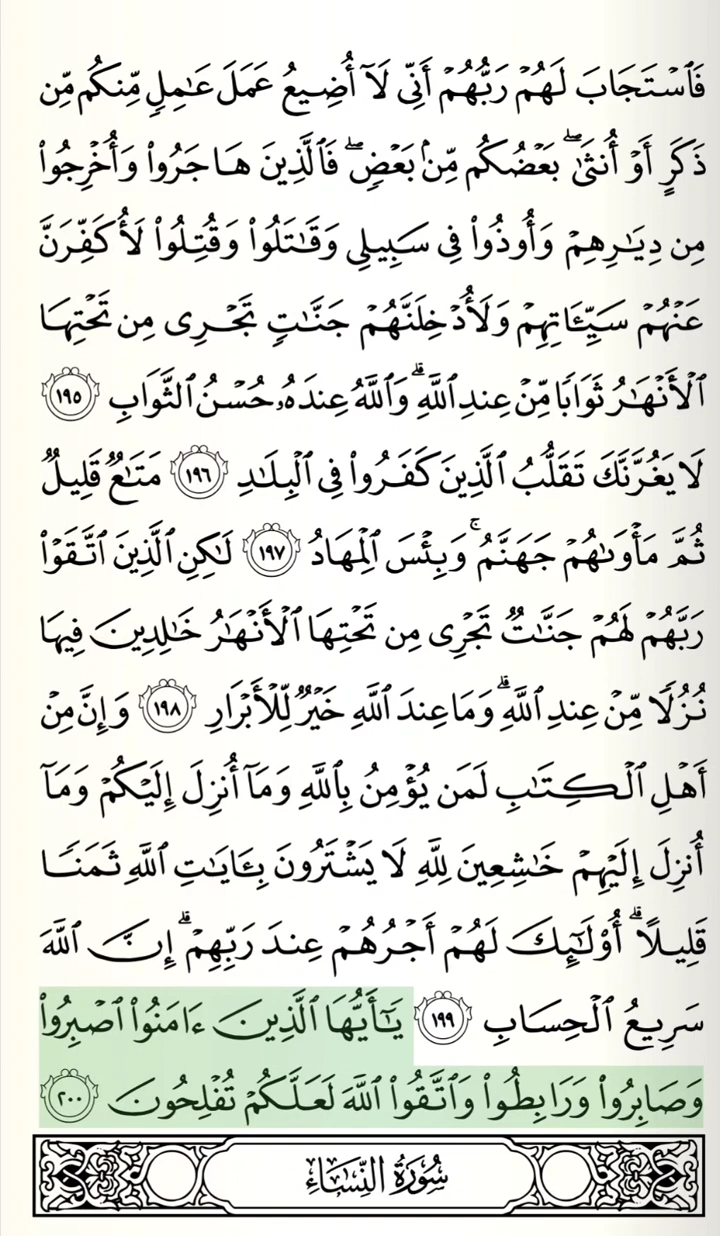 فَٱسْتَجَابَ لَهُمْ رَبُّهُمْ أَنِّى لَآ أُضِيعُ عَمَلَ عَٰمِلٍۢ مِّنكُم مِّن
ذَكَرٍ أَوْ أُنثَىٰ ۖ بَعْضُكُم مِّنۢ بَعْضٍۢ ۖ فَٱلَّذِينَ هَاجَرُوا۟ وَأُخْرِجُوا۟
مِن دِيَٰرِهِمْ وَأُوذُوا۟ فِى سَبِيلِى وَقَٰتَلُوا۟ وَقُتِلُوا۟ لَأُكَفِّرَنَّ
عَنْهُمْ سَيِّـَٔاتِهِمْ وَلَأُدْخِلَنَّهُمْ جَنَّٰتٍۢ تَجْرِى مِن تَحْتِهَا
ٱلْأَنْهَٰرُ ثَوَابًۭا مِّنْ عِندِ ٱللَّهِ ۗ وَٱللَّهُ عِندَهُۥ حُسْنُ ٱلثَّوَابِ ١٩٥
لَا يَغُرَّنَّكَ تَقَلُّبُ ٱلَّذِينَ كَفَرُوا۟ فِى ٱلْبِلَٰدِ ١٩٦ مَتَٰعٌۭ قَلِيلٌۭ
ثُمَّ مَأْوَىٰهُمْ جَهَنَّمُ ۚ وَبِئْسَ ٱلْمِهَادُ ١٩٧ لَٰكِنِ ٱلَّذِينَ ٱتَّقَوْا۟
رَبَّهُمْ لَهُمْ جَنَّٰتٌۭ تَجْرِى مِن تَحْتِهَا ٱلْأَنْهَٰرُ خَٰلِدِينَ فِيهَا
نُزُلًۭا مِّنْ عِندِ ٱللَّهِ ۗ وَمَا عِندَ ٱللَّهِ خَيْرٌۭ لِّلْأَبْرَارِ ١٩٨ وَإِنَّ مِنْ
أَهْلِ ٱلْكِتَٰبِ لَمَن يُؤْمِنُ بِٱللَّهِ وَمَآ أُنزِلَ إِلَيْكُمْ وَمَآ
أُنزِلَ إِلَيْهِمْ خَٰشِعِينَ لِلَّهِ لَا يَشْتَرُونَ بِـَٔايَٰتِ ٱللَّهِ ثَمَنًۭا
قَلِيلًا ۗ أُو۟لَٰٓئِكَ لَهُمْ أَجْرُهُمْ عِندَ رَبِّهِمْ ۗ إِنَّ ٱللَّهَ
سَرِيعُ ٱلْحِسَابِ ١٩٩ يَٰٓأَيُّهَا ٱلَّذِينَ ءَامَنُوا۟ ٱصْبِرُوا۟
وَصَابِرُوا۟ وَرَابِطُوا۟ وَٱتَّقُوا۟ ٱللَّهَ لَعَلَّكُمْ تُفْلِحُونَ ٢٠٠
سُورَةُ النِّسَاءِ